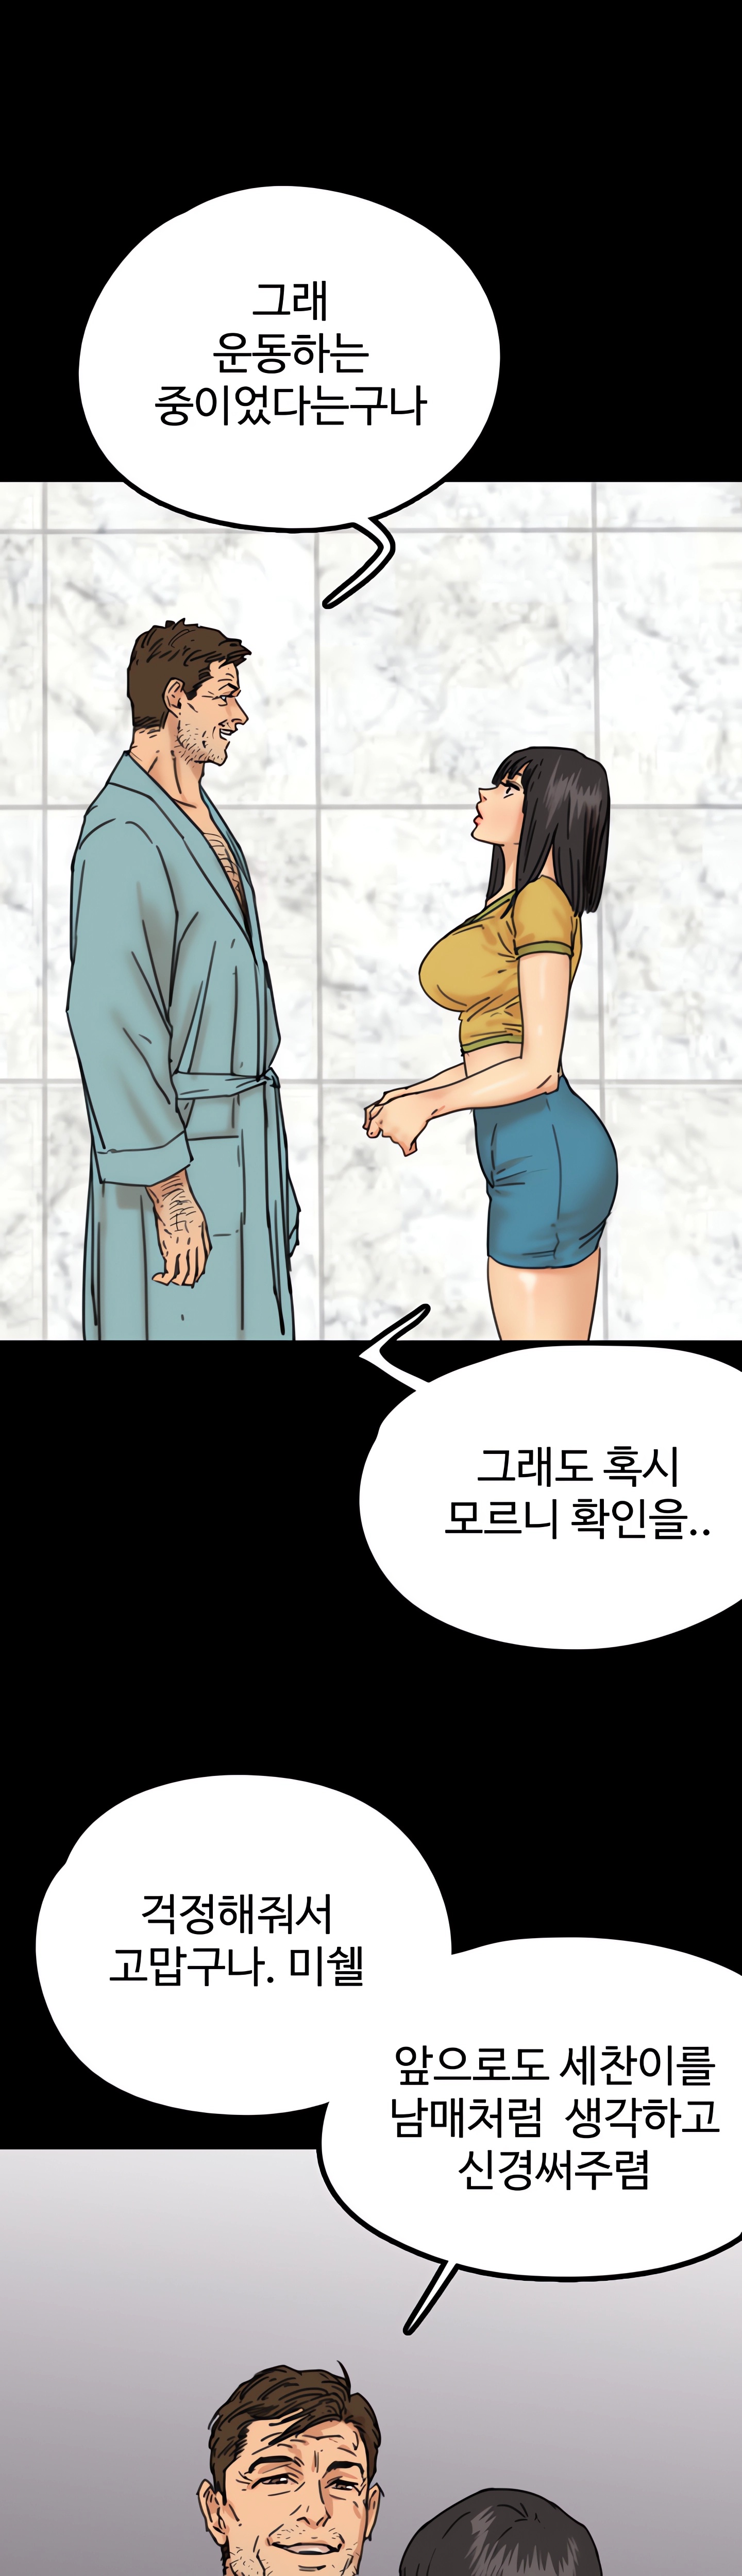 그래
운동하는
중이었다는구나
그래도 혹시
모르니 확인을..
걱정해줘서
고맙구나. 미쉘
앞으로도 세찬이를
남매처럼 생각하고
신경써주렴